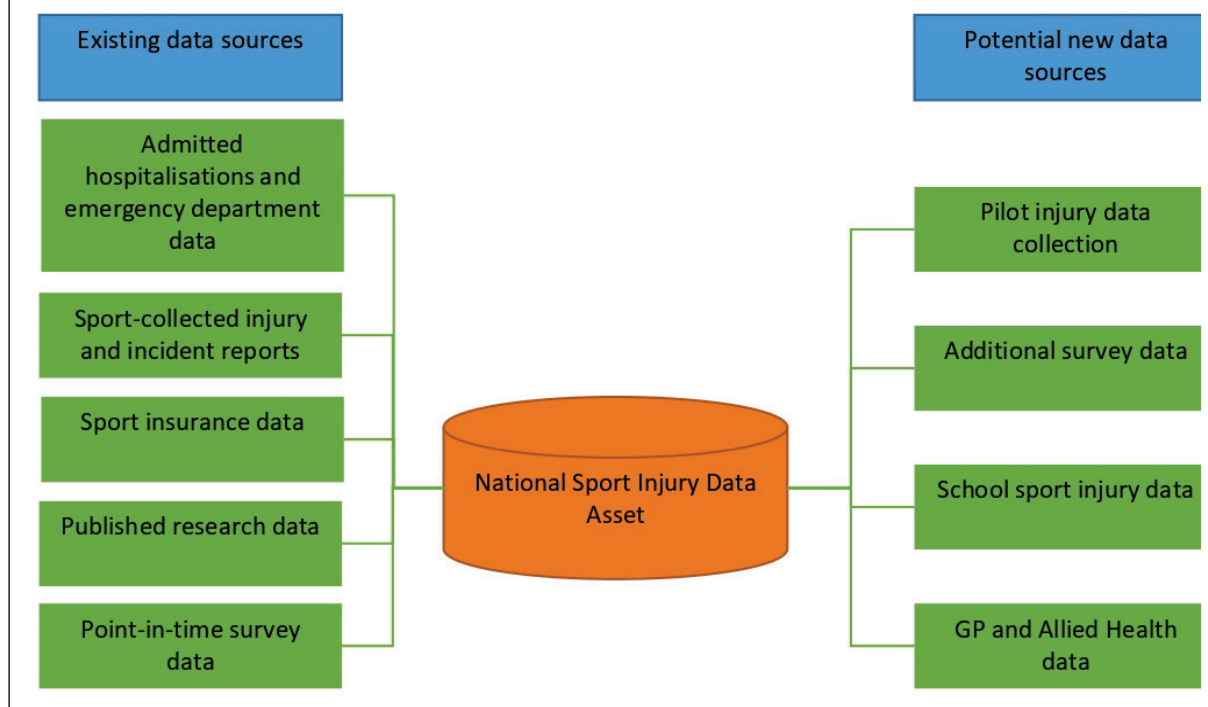 Existing data sources
Admitted
hospitalisations and
emergency department
data
Sport-collected injury
and incident reports
Sport insurance data
Published research data
Point-in-time survey
data
National Sport Injury Data
Asset
Potential new data
sources
Pilot injury data
collection
Additional survey data
School sport injury data
GP and Allied Health
data